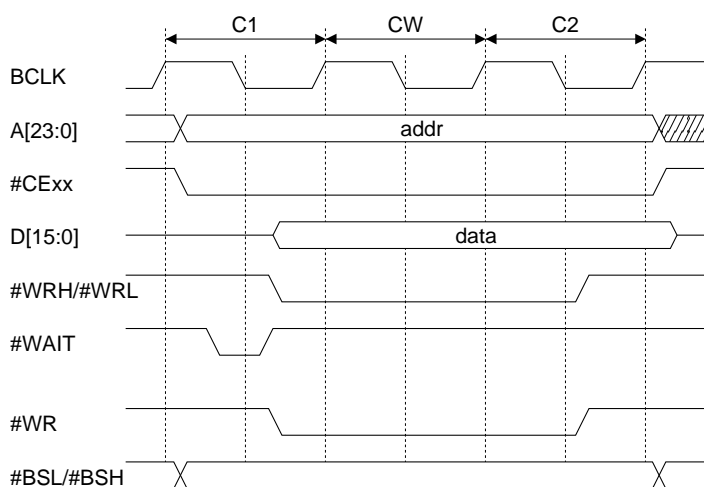 C1 CW C2
BCLK
A[23:0] addr
#CExx
D[15:0] data
#WRH/#WRL
#WAIT
#WR
#BSL/#BSH